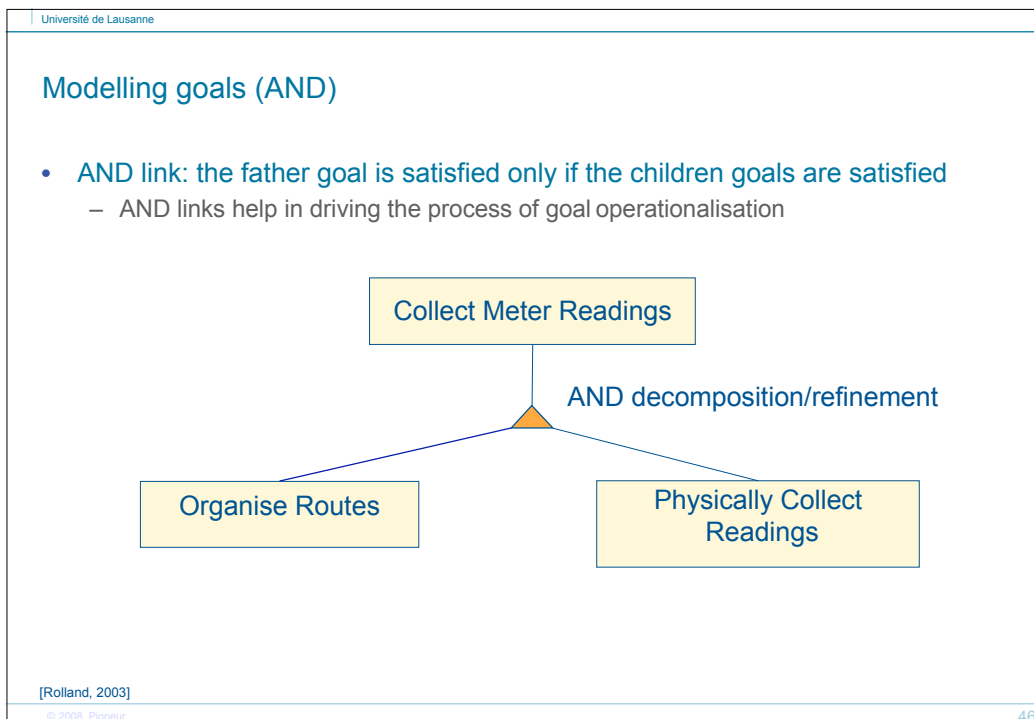 Université de Lausanne
Modelling goals (AND)
• AND link: the father goal is satisfied only if the children goals are satisfied
– AND links help in driving the process of goal operationalisation
Collect Meter Readings
AND decomposition/refinement
Organise Routes
Physically Collect
Readings
[Rolland, 2003]
© 2008, Pigneur
46